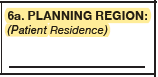 6a. PLANNING REGION:
(Patient Residence)